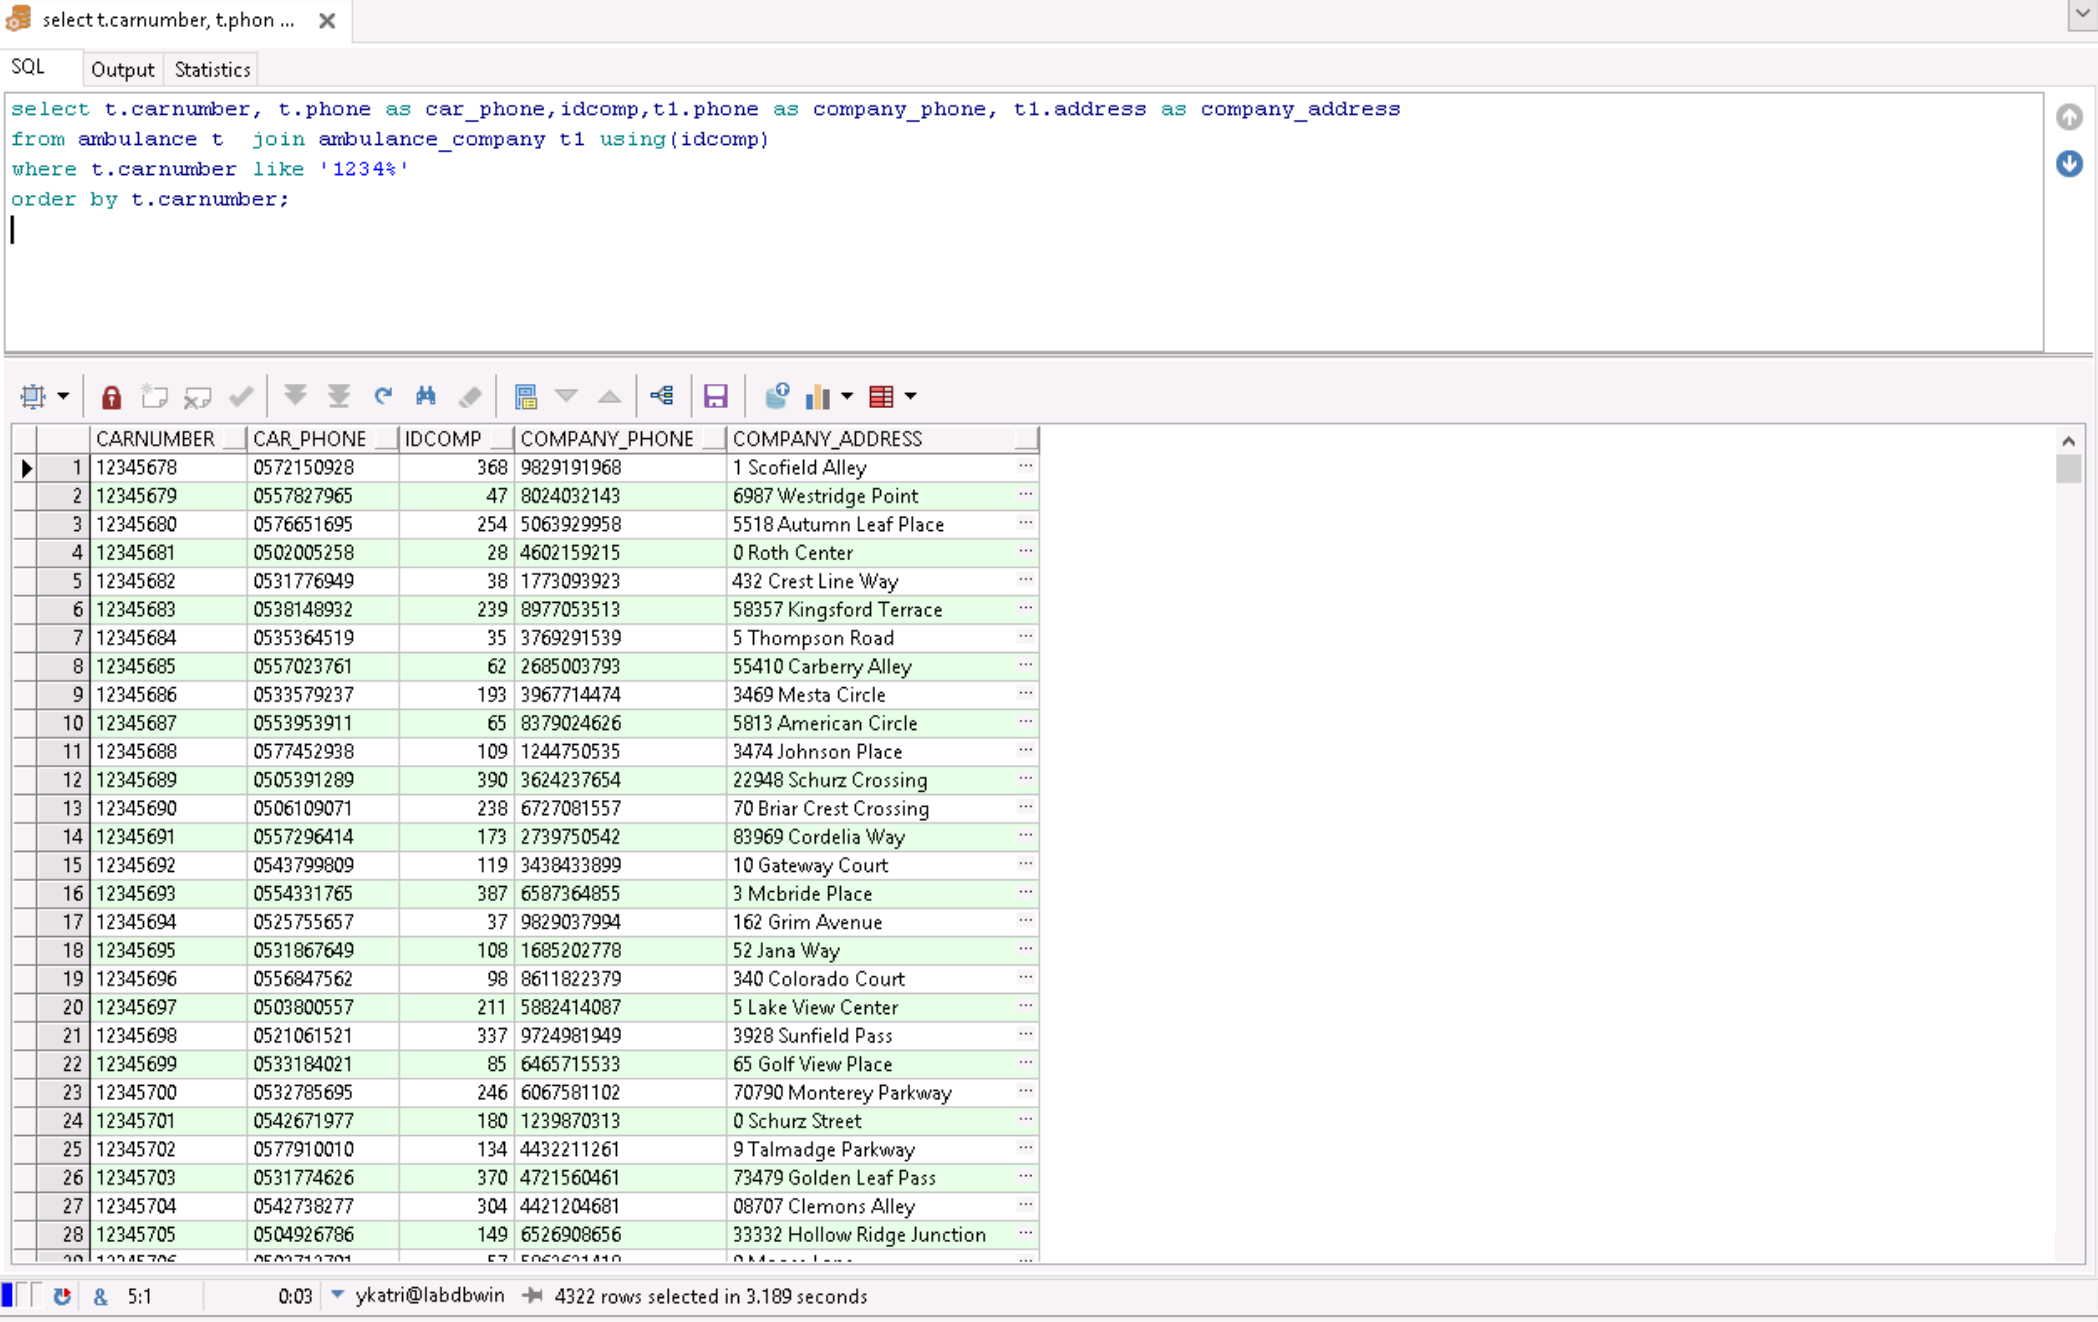 select t.carnumber, t.phon ...
SQL Output Statistics
select t.carnumber, t.phone as car_phone,idcomp,t1.phone as company_phone, t1.address as company_address
from ambulance t  join ambulance_company t1 using(idcomp)
where t.carnumber like '1234%'
order by t.carnumber;
CARNUMBER CAR_PHONE IDCOMP COMPANY_PHONE COMPANY_ADDRESS
1 12345678 0572150928 368 9829191968 1 Scofield Alley ...
2 12345679 0557827965 47 8024032143 6987 Westridge Point ...
3 12345680 0576651695 254 5063929958 5518 Autumn Leaf Place ...
4 12345681 0502005258 28 4602159215 0 Roth Center ...
5 12345682 0531776949 38 1773093923 432 Crest Line Way ...
6 12345683 0538148932 239 8977053513 58357 Kingsford Terrace ...
7 12345684 0535364519 35 3769291539 5 Thompson Road ...
8 12345685 0557023761 62 2685003793 55410 Carberry Alley ...
9 12345686 0533579237 193 3967714474 3469 Mesta Circle ...
10 12345687 0553953911 65 8379024626 5813 American Circle ...
11 12345688 0577452938 109 1244750535 3474 Johnson Place ...
12 12345689 0505391289 390 3624237654 22948 Schurz Crossing ...
13 12345690 0506109071 238 6727081557 70 Briar Crest Crossing ...
14 12345691 0557296414 173 2739750542 83969 Cordelia Way ...
15 12345692 0543799809 119 3438433899 10 Gateway Court ...
16 12345693 0554331765 387 6587364855 3 Mcbride Place ...
17 12345694 0525755657 37 9829037994 162 Grim Avenue ...
18 12345695 0531867649 108 1685202778 52 Jana Way ...
19 12345696 0556847562 98 8611822379 340 Colorado Court ...
20 12345697 0503800557 211 5882414087 5 Lake View Center ...
21 12345698 0521061521 337 9724981949 3928 Sunfield Pass ...
22 12345699 0533184021 85 6465715533 65 Golf View Place ...
23 12345700 0532785695 246 6067581102 70790 Monterey Parkway ...
24 12345701 0542671977 180 1239870313 0 Schurz Street ...
25 12345702 0577910010 134 4432211261 9 Talmadge Parkway ...
26 12345703 0531774626 370 4721560461 73479 Golden Leaf Pass ...
27 12345704 0542738277 304 4421204681 08707 Clemons Alley ...
28 12345705 0504926786 149 6526908656 33332 Hollow Ridge Junction ...
& 5:1 0:03 ykatri@labdbwin 4322 rows selected in 3.189 seconds